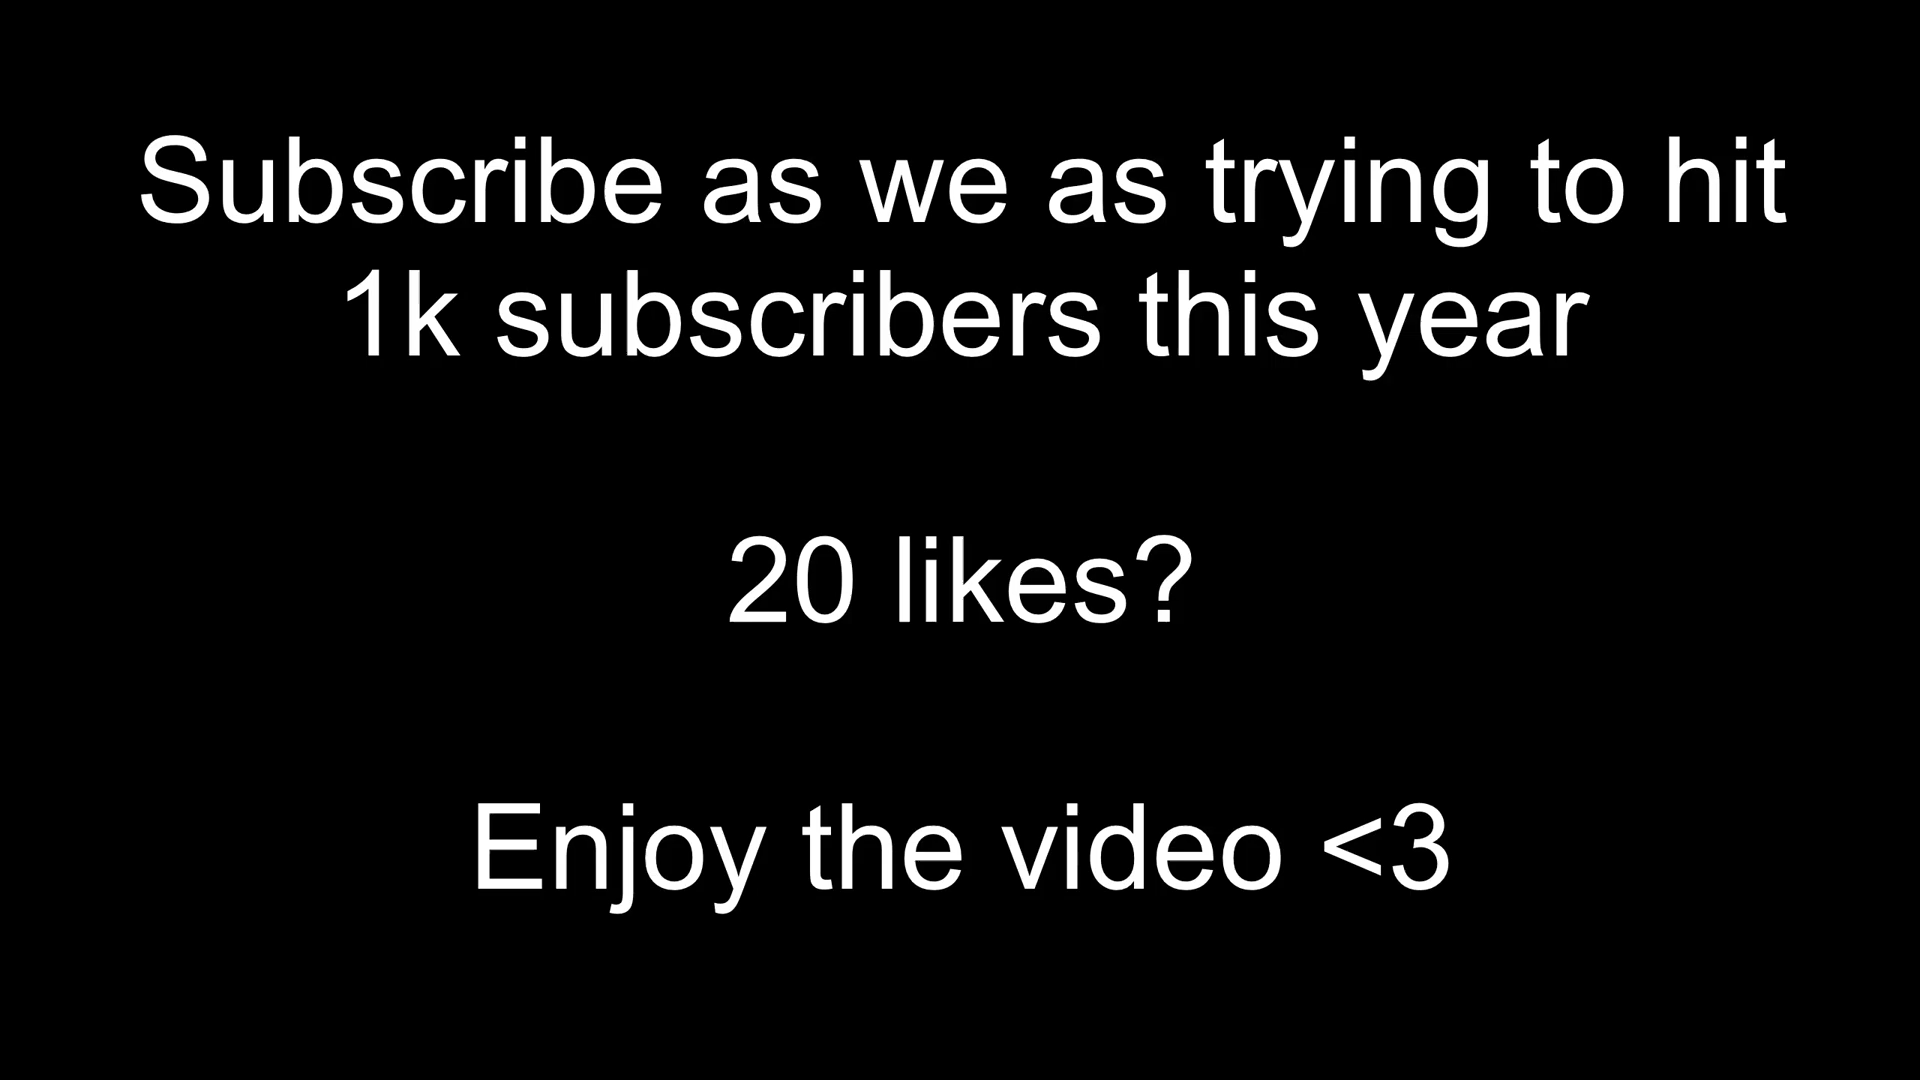 Subscribe as we as trying to hit
1k subscribers this year
20 likes?
Enjoy the video <3